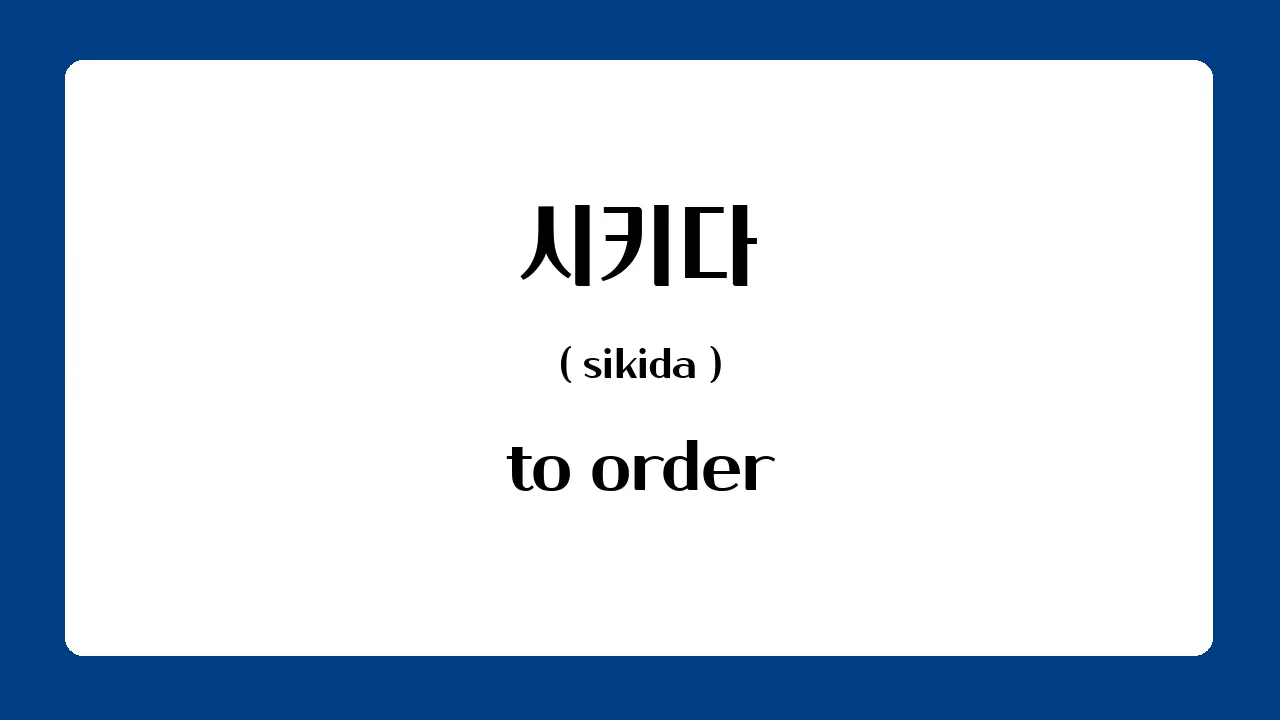 시키다
( sikida )
to order